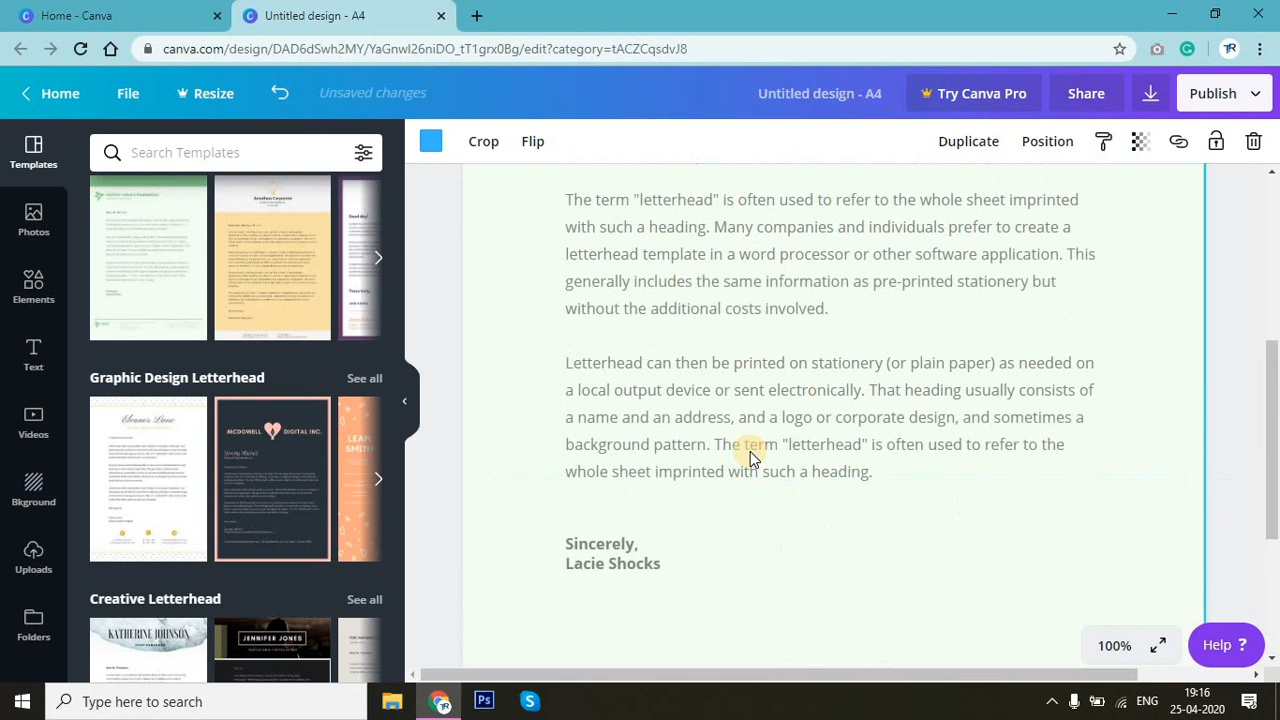 Home - Canva
Untitled design - A4
canva.com/design/DAD6dSwh2MY/YaGnwI26niDO_tT1grx0Bg/edit?category=tACZCqsdvJ8
Home
File
Resize
Unsaved changes
Untitled design - A4
Try Canva Pro
Share
Publish
Templates
Photos
Elements
Text
Videos
Uploads
Folders
Search Templates
Crop
Flip
Duplicate
Position
Graphic Design Letterhead
See all
Eleanor Lane
MCDOWELL DIGITAL INC.
LEAN
SMITH
Creative Letterhead
See all
KATHERINE JOHNSON
JENNIFER JONES
The term "letterhead" is often used to refer to the whole sheet imprinted
with such a heading. Many companies and individuals prefer to create a
letterhead template in a word processor or other software application. This
generally includes the same information as pre-printed stationery but
without the additional costs involved.
Letterhead can then be printed on stationery (or plain paper) as needed on
a local output device or sent electronically. That heading usually consists of
a name and an address, and a logo or corporate design, and sometimes a
background pattern. The term "letterhead" is often used to refer to the
whole sheet imprinted with such a heading.
Sincerely,
Lacie Shocks
100%
Help ?
Type here to search
Ps
ENG
19:16
25-04-2020